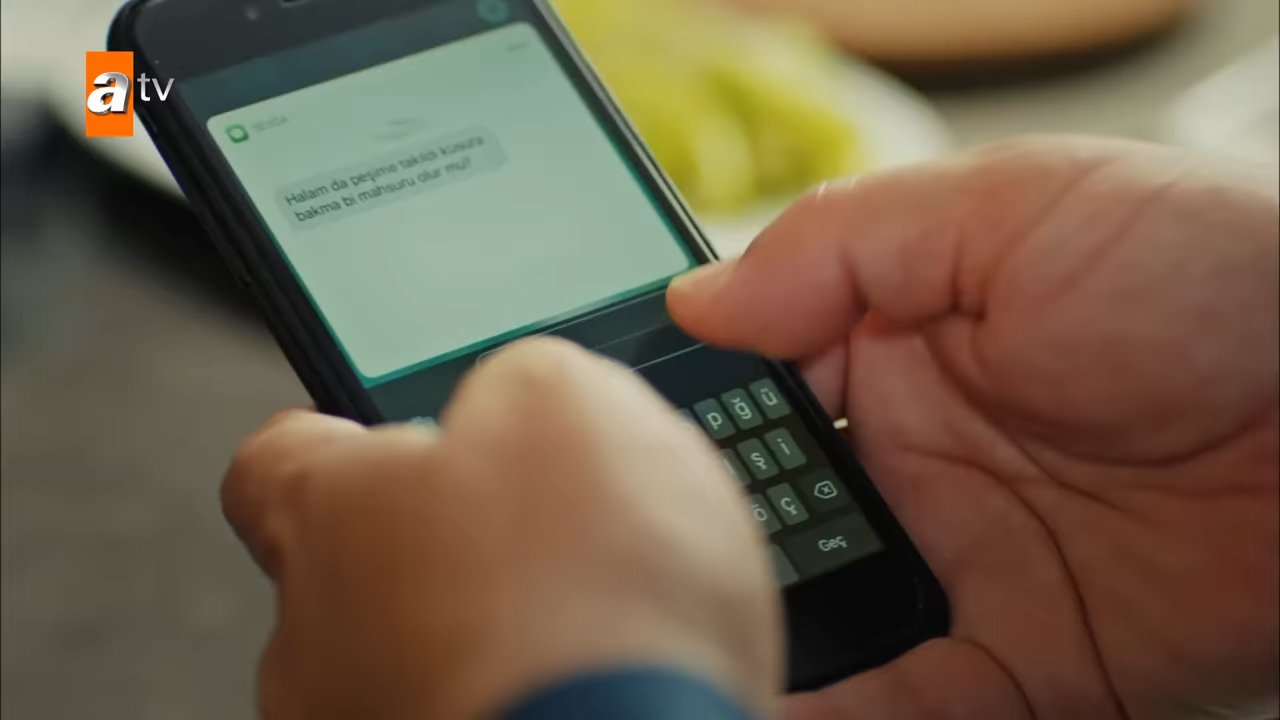 atv
Halam da peşime takıldı kusura
bakma bi mahsuru olur mu?
p ğ ü
ş i
ö ç
Geç